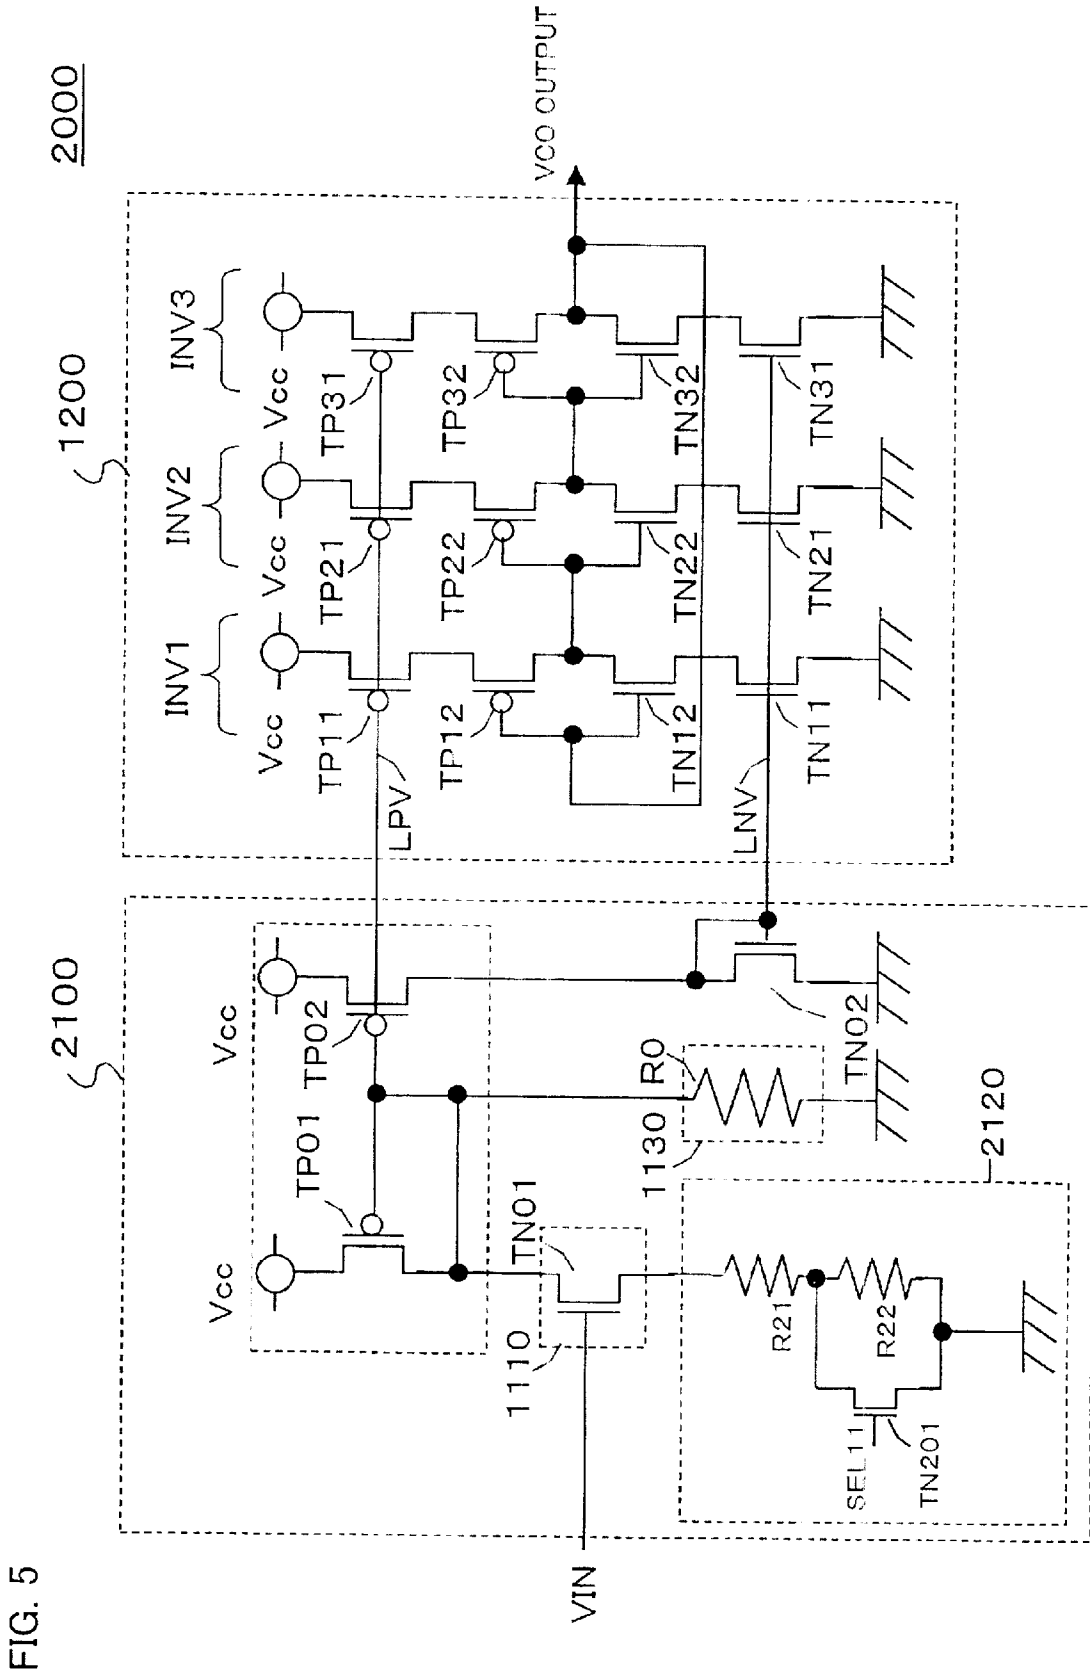 FIG. 5
2000
2100
1200
INV1
INV2
INV3
Vcc
Vcc
Vcc
Vcc
Vcc
TP01
TP02
TP11
TP21
TP31
LPV
TP12
TP22
TP32
VCO OUTPUT
1110
TN01
VIN
TN12
TN22
TN32
1130
R0
LNV
TN02
TN11
TN21
TN31
2120
R21
R22
SEL11
TN201